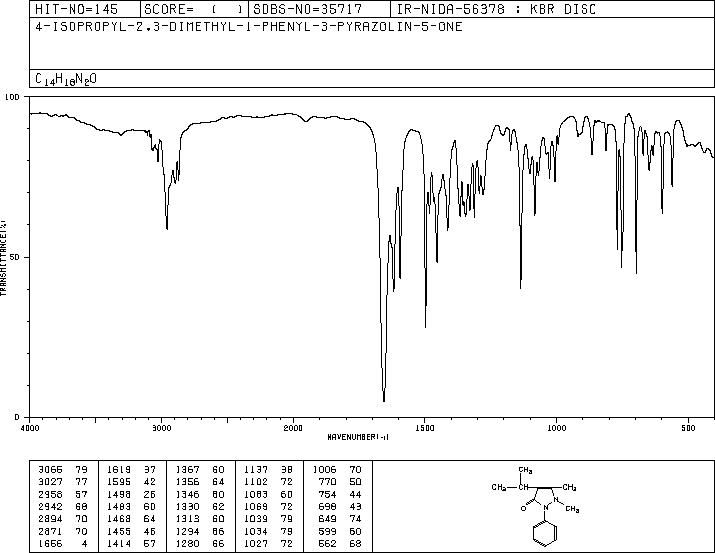 HIT-NO=145 SCORE= ( ) SDBS-NO=35717 IR-NIDA-56378 : KBR DISC
4-ISOPROPYL-2,3-DIMETHYL-1-PHENYL-3-PYRAZOLIN-5-ONE
C14H18N2O
100
50
0
TRANSMITTANCE(%)
4000 3000 2000 1500 1000 500
WAVENUMBER(-1)
3066 79 1619 37 1367 60 1137 38 1006 70
3027 77 1595 42 1356 64 1102 72 770 50
2958 57 1498 26 1346 60 1083 60 754 44
2942 68 1483 60 1330 62 1069 72 698 43
2894 70 1468 64 1313 60 1039 79 649 74
2871 70 1455 46 1294 66 1034 79 599 60
1656 4 1414 57 1280 66 1027 72 562 68
CH3
CH3 CH CH3
N CH3
O N